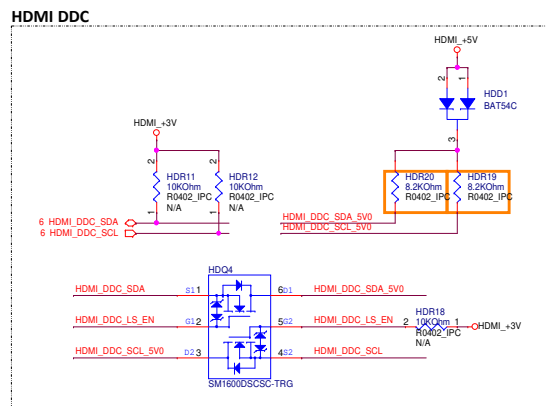 HDMI DDC
HDMI_+5V
2 1
HDD1
BAT54C
3
HDMI_+3V
2 2
HDR11
10KOhm
R0402_IPC
N/A
1
HDR12
10KOhm
R0402_IPC
N/A
1
HDR20
8.2KOhm
R0402_IPC
N/A
HDR19
8.2KOhm
R0402_IPC
N/A
6 HDMI_DDC_SDA
6 HDMI_DDC_SCL
HDMI_DDC_SDA_5V0
HDMI_DDC_SCL_5V0
HDQ4
HDMI_DDC_SDA S1 1 6 D1 HDMI_DDC_SDA_5V0
HDMI_DDC_LS_EN G1 2 5 G2 HDMI_DDC_LS_EN 2 1 HDMI_+3V
HDR18
10KOhm
R0402_IPC
N/A
HDMI_DDC_SCL_5V0 D2 3 4 S2 HDMI_DDC_SCL
SM1600DSCSC-TRG